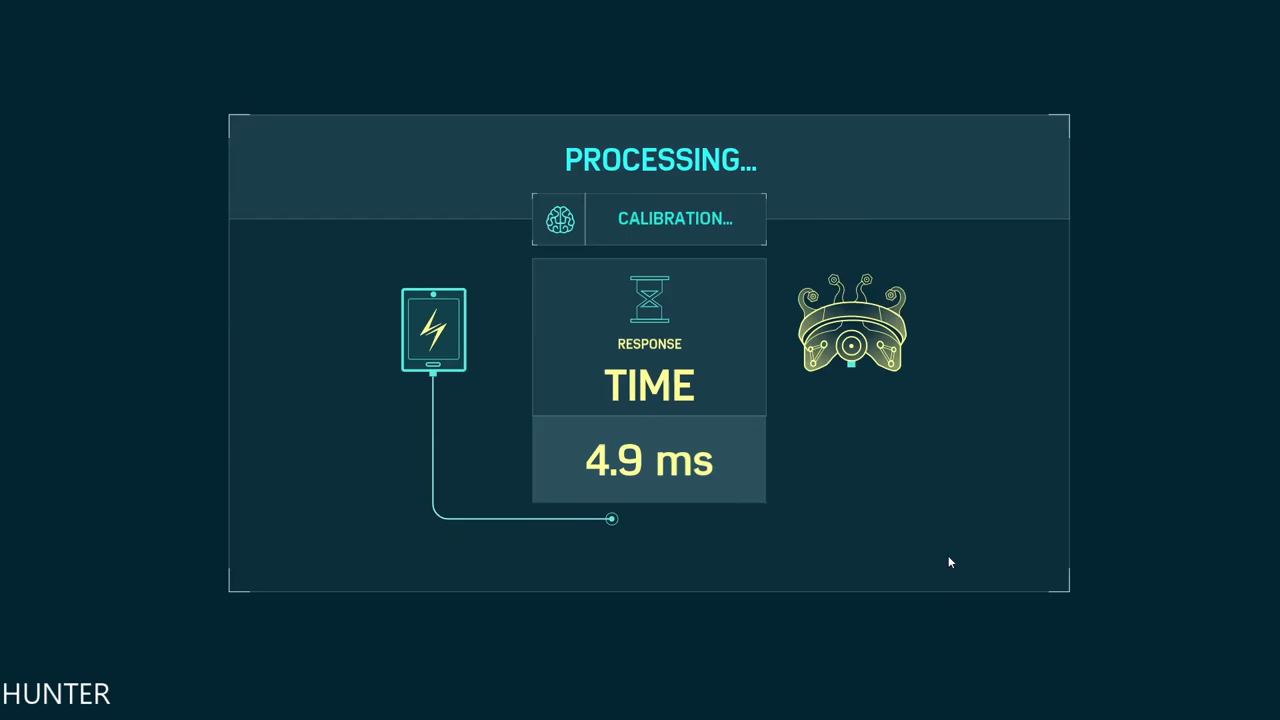 PROCESSING...
CALIBRATION...
RESPONSE
TIME
4.9 ms
HUNTER